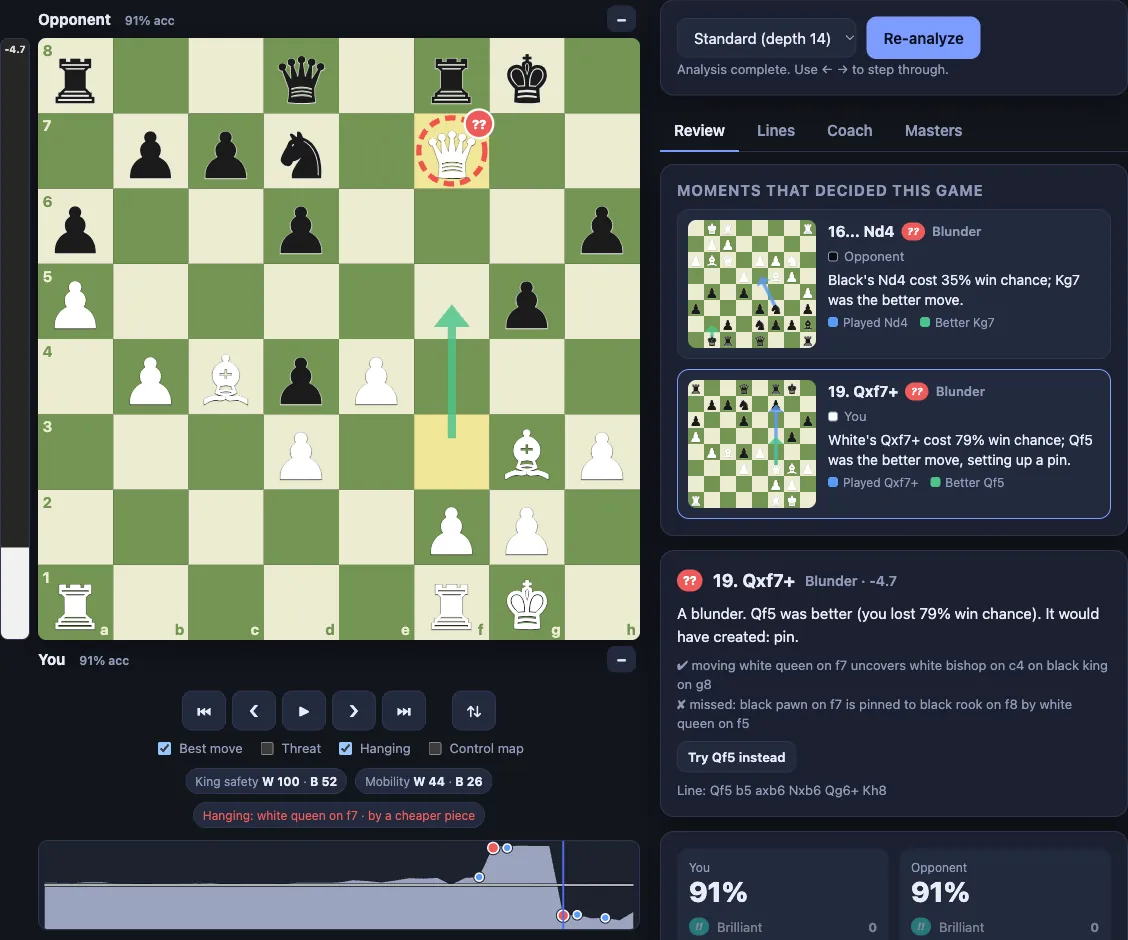 Opponent 91% acc
-4.7
8
7
6
5
4
3
2
1
a b c d e f g h
??
You 91% acc
Best move Threat Hanging Control map
King safety W 100 · B 52 Mobility W 44 · B 26
Hanging: white queen on f7 · by a cheaper piece
Standard (depth 14) Re-analyze
Analysis complete. Use ← → to step through.
Review Lines Coach Masters
MOMENTS THAT DECIDED THIS GAME
16... Nd4 ?? Blunder
Opponent
Black's Nd4 cost 35% win chance; Kg7
was the better move.
Played Nd4 Better Kg7
19. Qxf7+ ?? Blunder
You
White's Qxf7+ cost 79% win chance; Qf5
was the better move, setting up a pin.
Played Qxf7+ Better Qf5
?? 19. Qxf7+ Blunder · -4.7
A blunder. Qf5 was better (you lost 79% win chance). It would
have created: pin.
✔ moving white queen on f7 uncovers white bishop on c4 on black king
on g8
✘ missed: black pawn on f7 is pinned to black rook on f8 by white
queen on f5
Try Qf5 instead
Line: Qf5 b5 axb6 Nxb6 Qg6+ Kh8
You Opponent
91% 91%
!! Brilliant 0 !! Brilliant 0